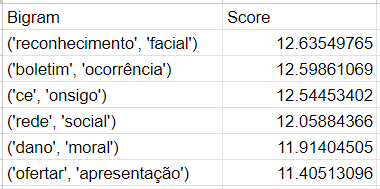 Bigram Score
('reconhecimento', 'facial') 12.63549765
('boletim', 'ocorrência') 12.59861069
('ce', 'onsigo') 12.54453402
('rede', 'social') 12.05884366
('dano', 'moral') 11.91404505
('ofertar', 'apresentação') 11.40513096